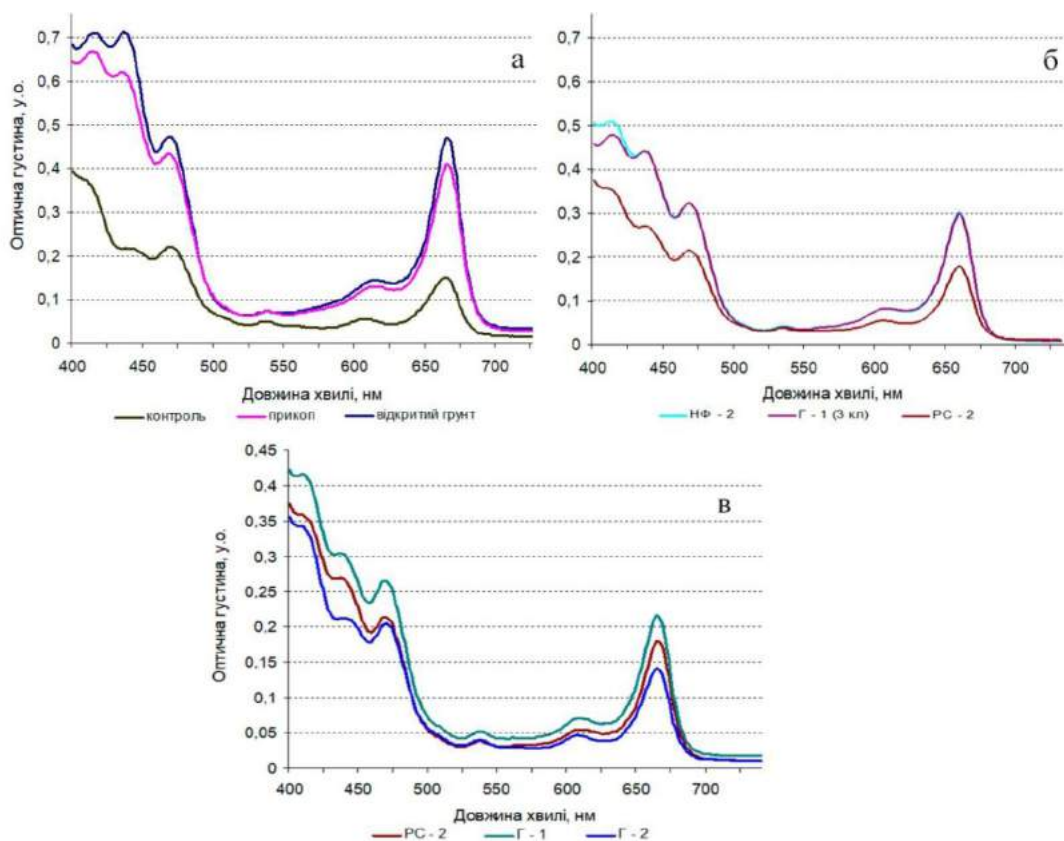 а
Оптична густина, у.о.
0,7
0,6
0,5
0,4
0,3
0,2
0,1
0
400 450 500 550 600 650 700
Довжина хвилі, нм
контроль прикоп відкритий грунт
б
0,7
0,6
0,5
0,4
0,3
0,2
0,1
0
400 450 500 550 600 650 700
Довжина хвилі, нм
НФ - 2 Г - 1 (3 кл) РС - 2
в
Оптична густина, у.о.
0,45
0,4
0,35
0,3
0,25
0,2
0,15
0,1
0,05
0
400 450 500 550 600 650 700
Довжина хвилі, нм
РС - 2 Г - 1 Г - 2